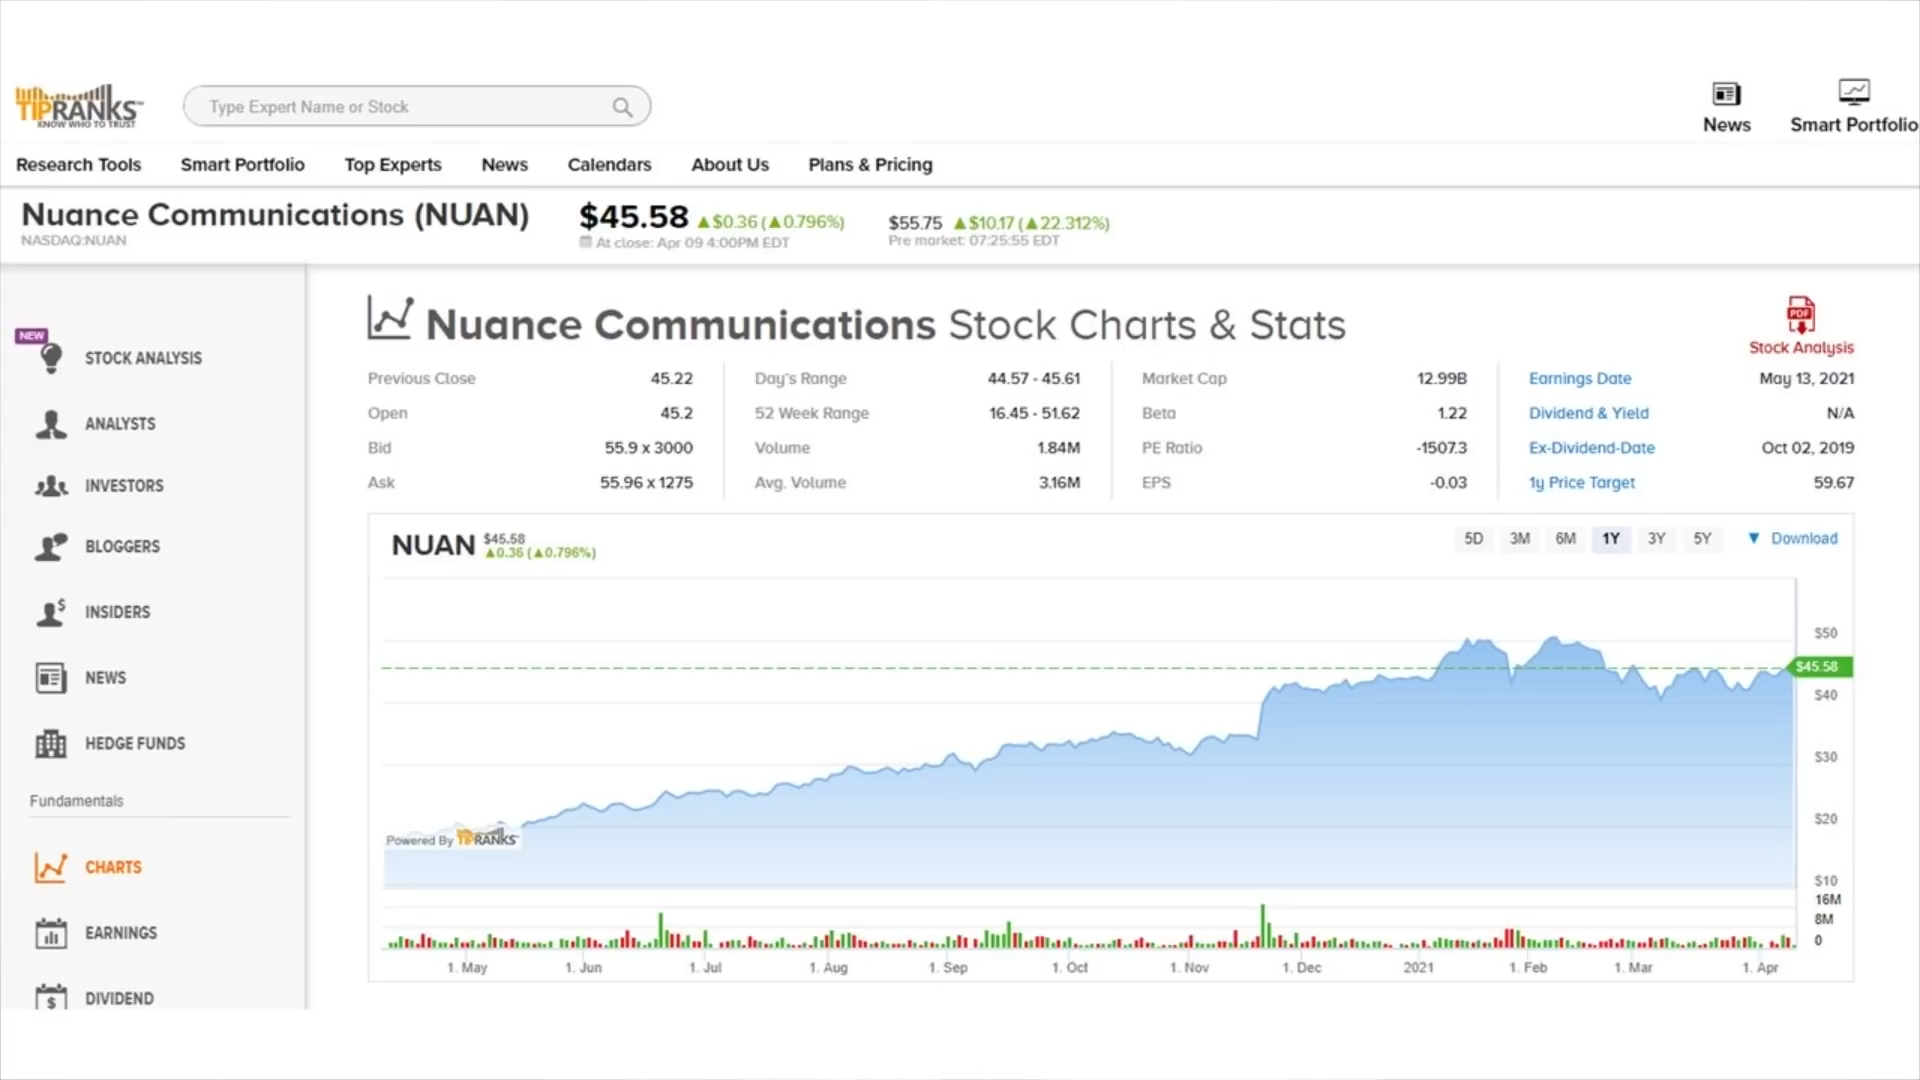 TIPRANKS™
KNOW WHO TO TRUST
Type Expert Name or Stock
News
Smart Portfolio
Research Tools Smart Portfolio Top Experts News Calendars About Us Plans & Pricing
Nuance Communications (NUAN)
NASDAQ:NUAN
$45.58 ▲$0.36 (▲0.796%)
At close: Apr 09 4:00PM EDT
$55.75 ▲$10.17 (▲22.312%)
Pre market: 07:25:55 EDT
NEW
STOCK ANALYSIS
ANALYSTS
INVESTORS
BLOGGERS
INSIDERS
NEWS
HEDGE FUNDS
Fundamentals
CHARTS
EARNINGS
DIVIDEND
Nuance Communications Stock Charts & Stats
PDF
Stock Analysis
Previous Close 45.22
Open 45.2
Bid 55.9 x 3000
Ask 55.96 x 1275
Day's Range 44.57 - 45.61
52 Week Range 16.45 - 51.62
Volume 1.84M
Avg. Volume 3.16M
Market Cap 12.99B
Beta 1.22
PE Ratio -1507.3
EPS -0.03
Earnings Date May 13, 2021
Dividend & Yield N/A
Ex-Dividend-Date Oct 02, 2019
1y Price Target 59.67
NUAN $45.58
▲0.36 (▲0.796%)
5D 3M 6M 1Y 3Y 5Y ▼ Download
$50
$45.58
$40
$30
$20
$10
16M
8M
0
Powered By TIPRANKS
1. May 1. Jun 1. Jul 1. Aug 1. Sep 1. Oct 1. Nov 1. Dec 2021 1. Feb 1. Mar 1. Apr